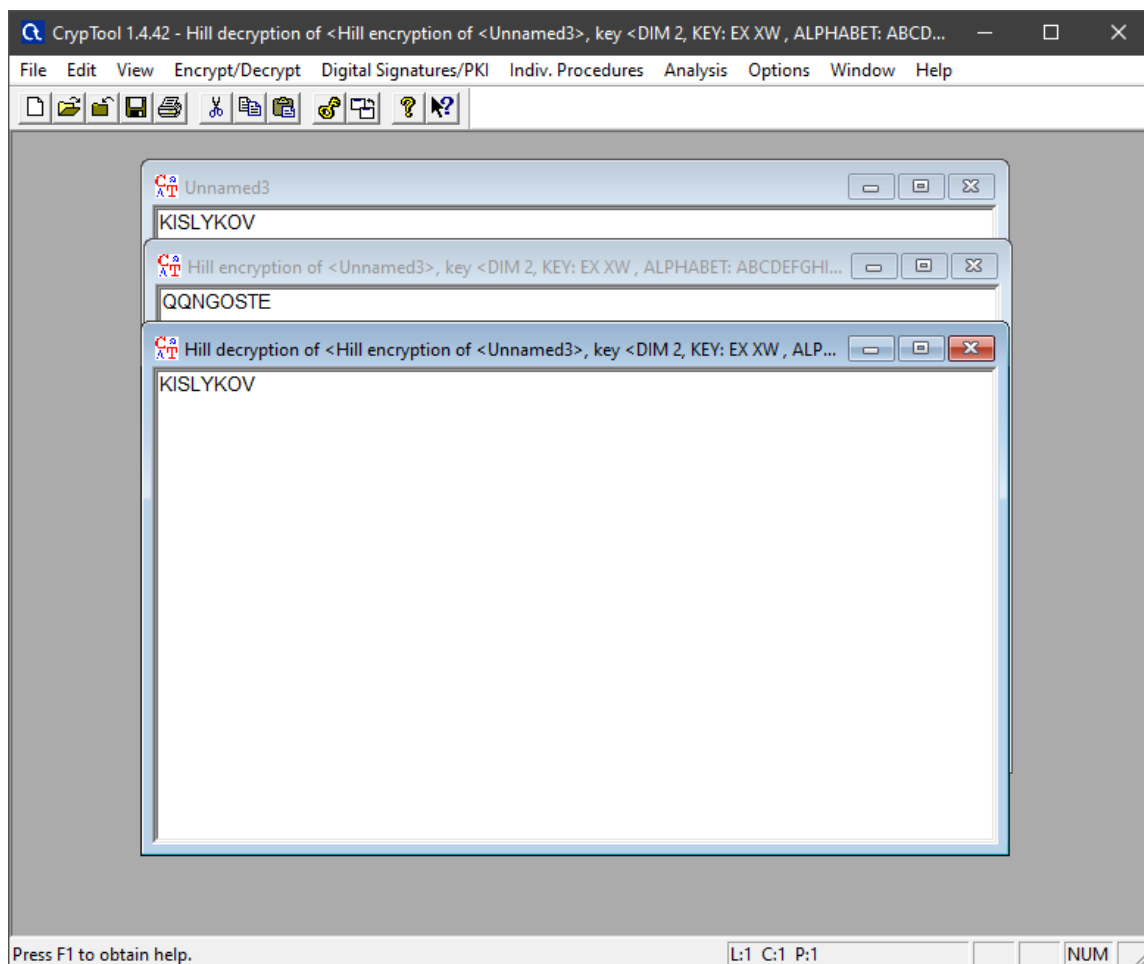 CrypTool 1.4.42 - Hill decryption of <Hill encryption of <Unnamed3>, key <DIM 2, KEY: EX XW , ALPHABET: ABCD...
File Edit View Encrypt/Decrypt Digital Signatures/PKI Indiv. Procedures Analysis Options Window Help
Unnamed3
KISLYKOV
Hill encryption of <Unnamed3>, key <DIM 2, KEY: EX XW , ALPHABET: ABCDEFGHI...
QQNGOSTE
Hill decryption of <Hill encryption of <Unnamed3>, key <DIM 2, KEY: EX XW , ALP...
KISLYKOV
Press F1 to obtain help. L:1 C:1 P:1 NUM